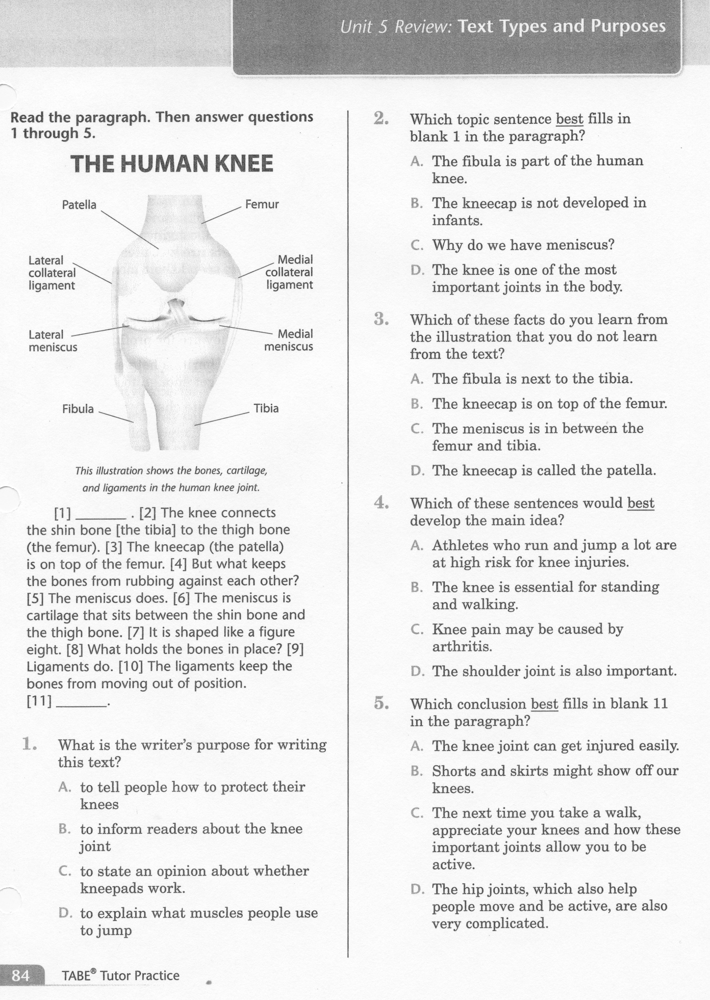 Unit 5 Review: Text Types and Purposes
Read the paragraph. Then answer questions
1 through 5.
THE HUMAN KNEE
Patella
Femur
Lateral
collateral
ligament
Medial
collateral
ligament
Lateral
meniscus
Medial
meniscus
Fibula
Tibia
This illustration shows the bones, cartilage,
and ligaments in the human knee joint.
[1] ________ . [2] The knee connects
the shin bone [the tibia] to the thigh bone
(the femur). [3] The kneecap (the patella)
is on top of the femur. [4] But what keeps
the bones from rubbing against each other?
[5] The meniscus does. [6] The meniscus is
cartilage that sits between the shin bone and
the thigh bone. [7] It is shaped like a figure
eight. [8] What holds the bones in place? [9]
Ligaments do. [10] The ligaments keep the
bones from moving out of position.
[11] ________.
1. What is the writer's purpose for writing
this text?
A. to tell people how to protect their
knees
B. to inform readers about the knee
joint
C. to state an opinion about whether
kneepads work.
D. to explain what muscles people use
to jump
2. Which topic sentence best fills in
blank 1 in the paragraph?
A. The fibula is part of the human
knee.
B. The kneecap is not developed in
infants.
C. Why do we have meniscus?
D. The knee is one of the most
important joints in the body.
3. Which of these facts do you learn from
the illustration that you do not learn
from the text?
A. The fibula is next to the tibia.
B. The kneecap is on top of the femur.
C. The meniscus is in between the
femur and tibia.
D. The kneecap is called the patella.
4. Which of these sentences would best
develop the main idea?
A. Athletes who run and jump a lot are
at high risk for knee injuries.
B. The knee is essential for standing
and walking.
C. Knee pain may be caused by
arthritis.
D. The shoulder joint is also important.
5. Which conclusion best fills in blank 11
in the paragraph?
A. The knee joint can get injured easily.
B. Shorts and skirts might show off our
knees.
C. The next time you take a walk,
appreciate your knees and how these
important joints allow you to be
active.
D. The hip joints, which also help
people move and be active, are also
very complicated.
84 TABE® Tutor Practice